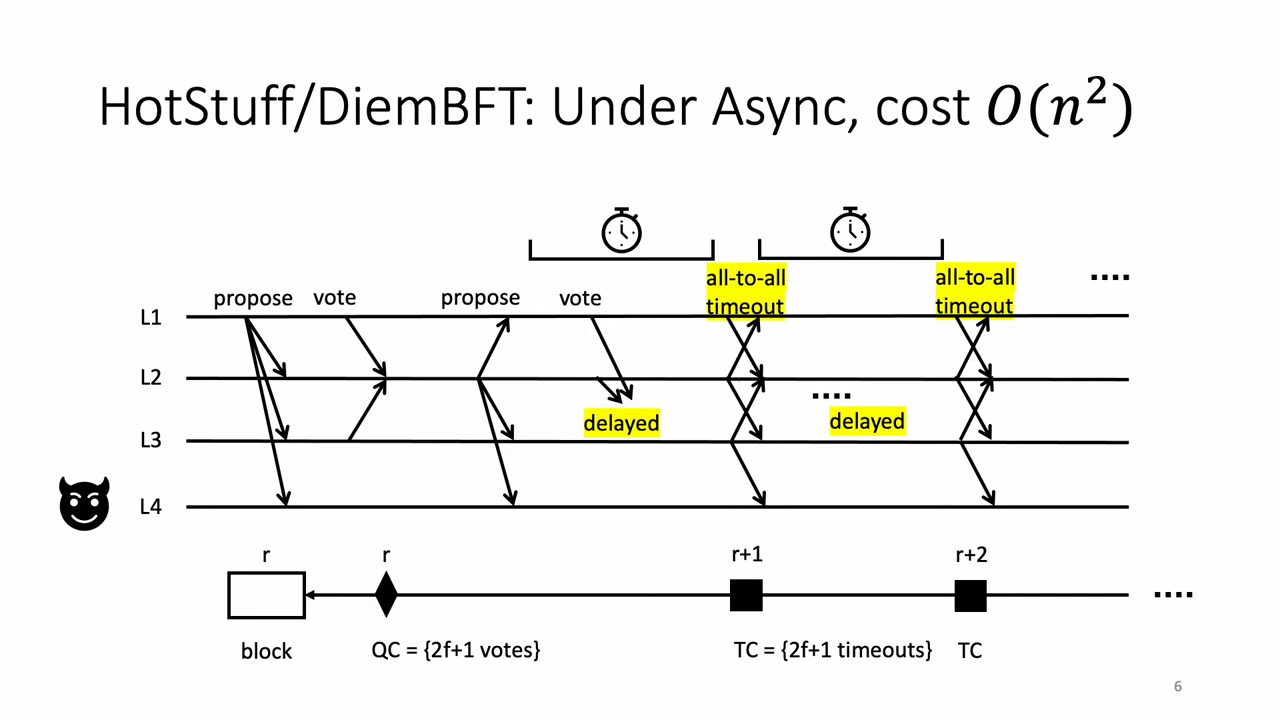 HotStuff/DiemBFT: Under Async, cost O(n²)
all-to-all timeout
all-to-all timeout
....
propose vote propose vote
L1
L2
....
delayed
delayed
L3
L4
r r r+1 r+2
....
block QC = {2f+1 votes} TC = {2f+1 timeouts} TC
6